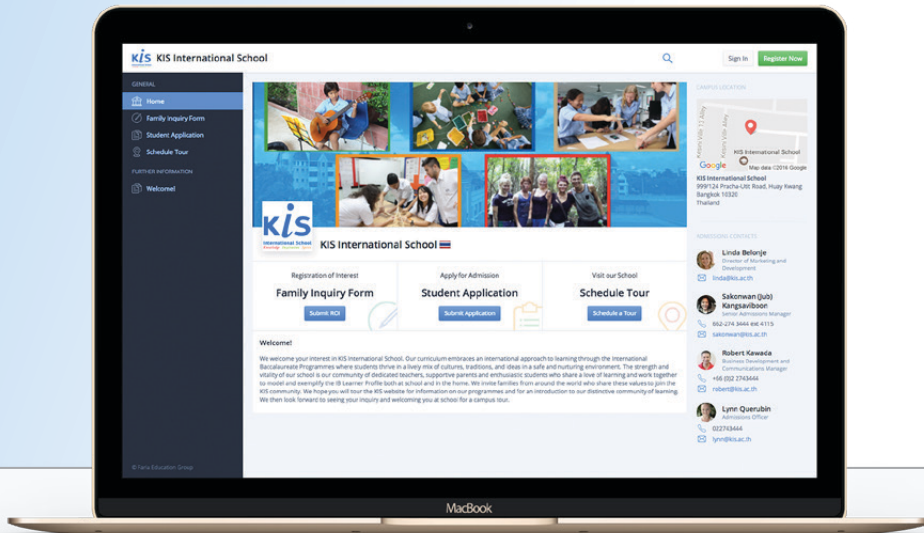 KIS KIS International School
Sign In
Register Now
GENERAL
Home
Family Inquiry Form
Student Application
Schedule Tour
FURTHER INFORMATION
Welcome!
© Faria Education Group
KIS
International School
KIS International School
Registration of Interest
Family Inquiry Form
Submit ROI
Apply for Admission
Student Application
Submit Application
Visit our School
Schedule Tour
Schedule a Tour
Welcome!
We welcome your interest in KIS International School. Our curriculum embraces an international approach to learning through the International
Baccalaureate Programmes where students thrive in a lively mix of cultures, traditions, and ideas in a safe and nurturing environment. The strength and
vitality of our school is our community of dedicated teachers, supportive parents and enthusiastic students who share a love of learning and work together
to model and exemplify the IB Learner Profile both at school and in the home. We invite families from around the world who share these values to join the
KIS community. We hope you will tour the KIS website for information on our programmes and for an introduction to our distinctive community of learning.
We then look forward to seeing your inquiry and welcoming you at school for a campus tour.
CAMPUS LOCATION
KIS International School
Google
Map data ©2016 Google
KIS International School
999/124 Pracha-Utit Road, Huay Kwang
Bangkok 10320
Thailand
ADMISSIONS CONTACTS
Linda Belonje
Director of Marketing and
Development
linda@kis.ac.th
Sakonwan (Jub)
Kangsaviboon
Senior Admissions Manager
662-274 3444 ext 4115
sakonwan@kis.ac.th
Robert Kawada
Business Development and
Communications Manager
+66 (0)2 2743444
robert@kis.ac.th
Lynn Querubin
Admissions Officer
022743444
lynn@kis.ac.th
MacBook